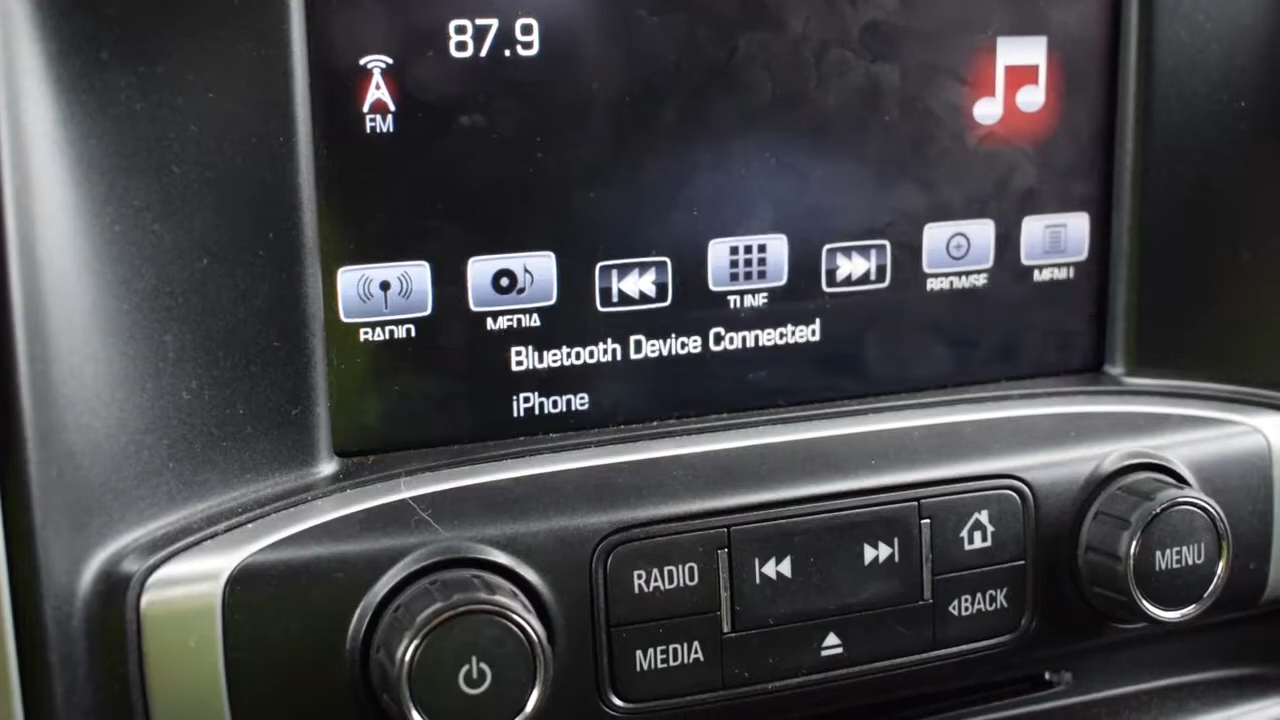 87.9
FM
RADIO
MEDIA
TUNE
BROWSE
MENU
Bluetooth Device Connected
iPhone
RADIO
MEDIA
BACK
MENU